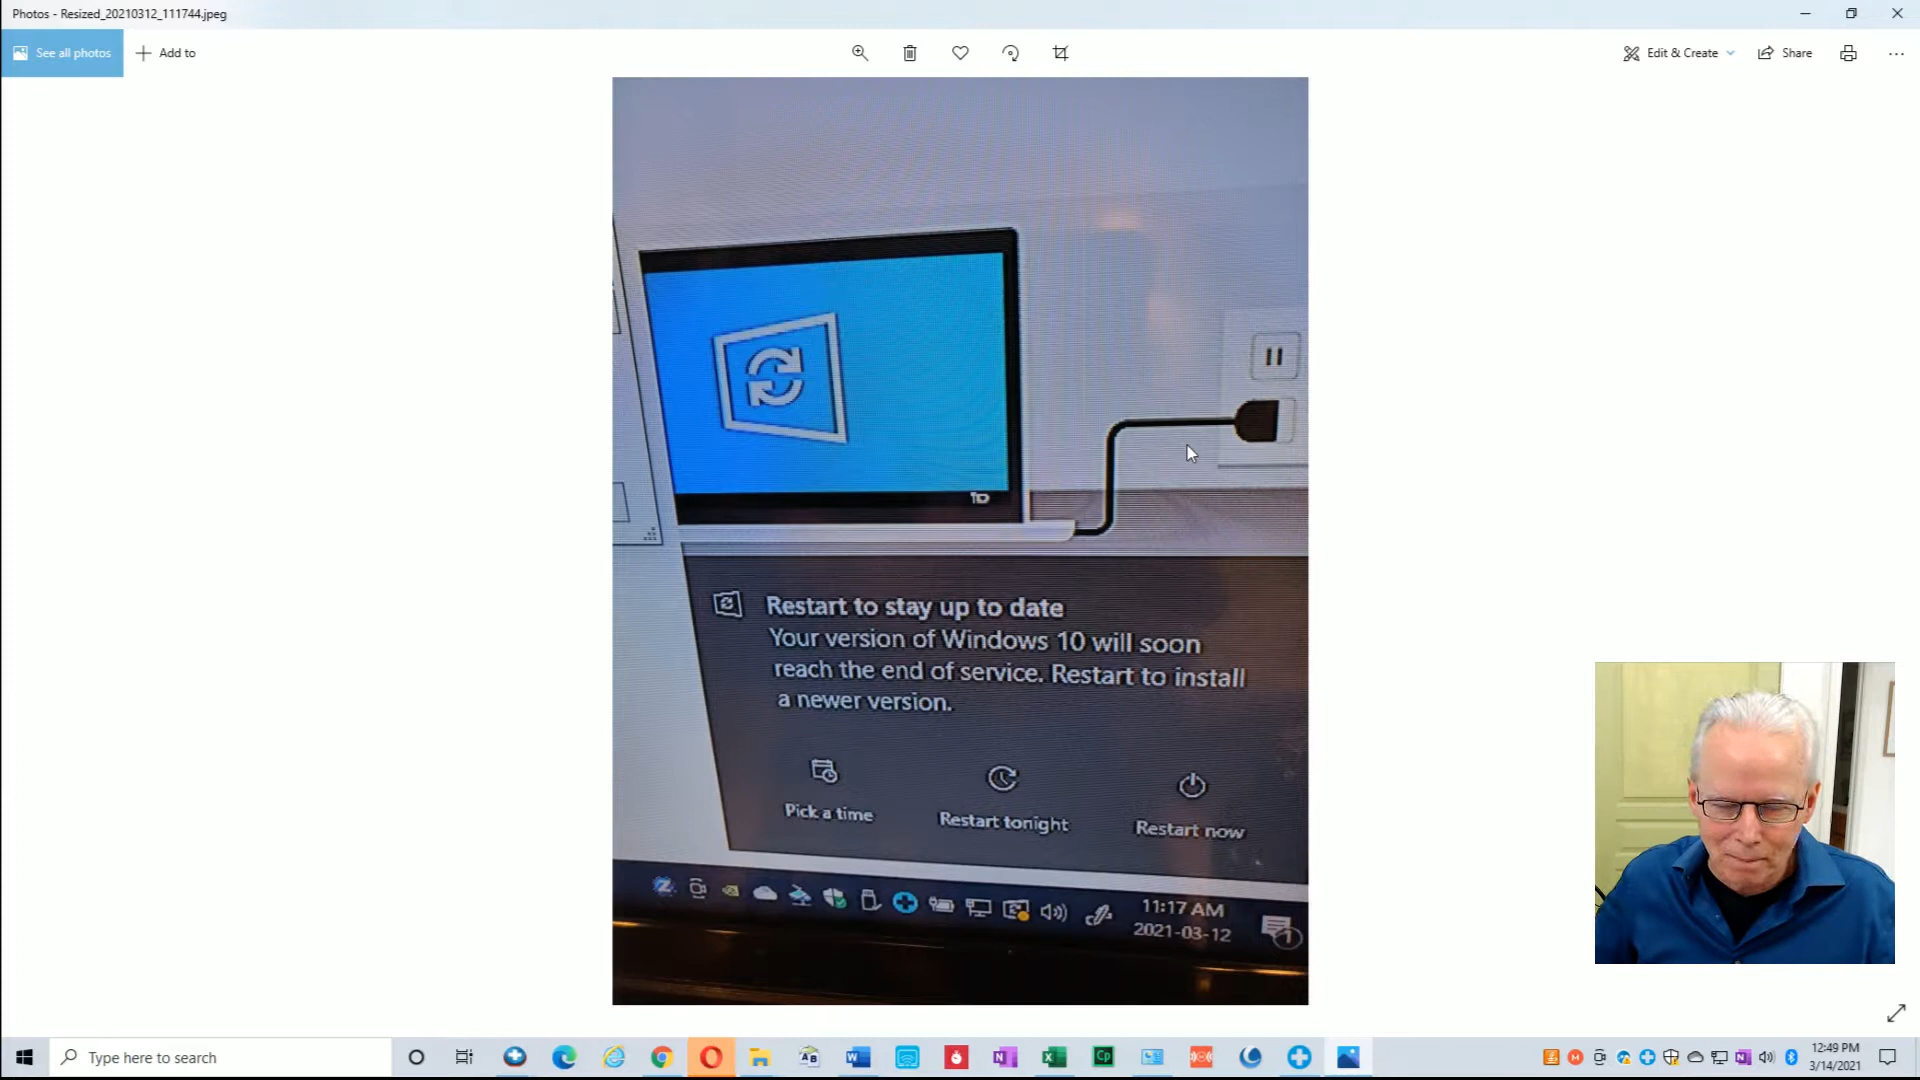 Photos - Resized_20210312_111744.jpeg
See all photos
Add to
Edit & Create
Share
Restart to stay up to date
Your version of Windows 10 will soon
reach the end of service. Restart to install
a newer version.
Pick a time
Restart tonight
Restart now
11:17 AM
2021-03-12
1
Type here to search
12:49 PM
3/14/2021